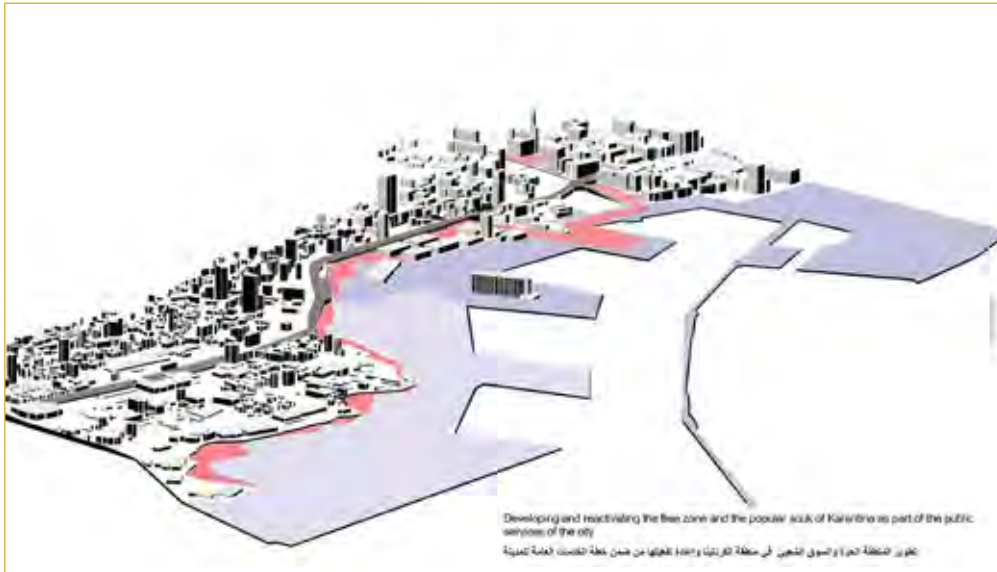 Developing and reactivating the free zone and the popular souk of Karantina as part of the public
services of the city
تطوير المنطقة الحرة والسوق الشعبي في منطقة الكرنتينا وإعادة تفعيلها من ضمن خطة الخدمات العامة للمدينة